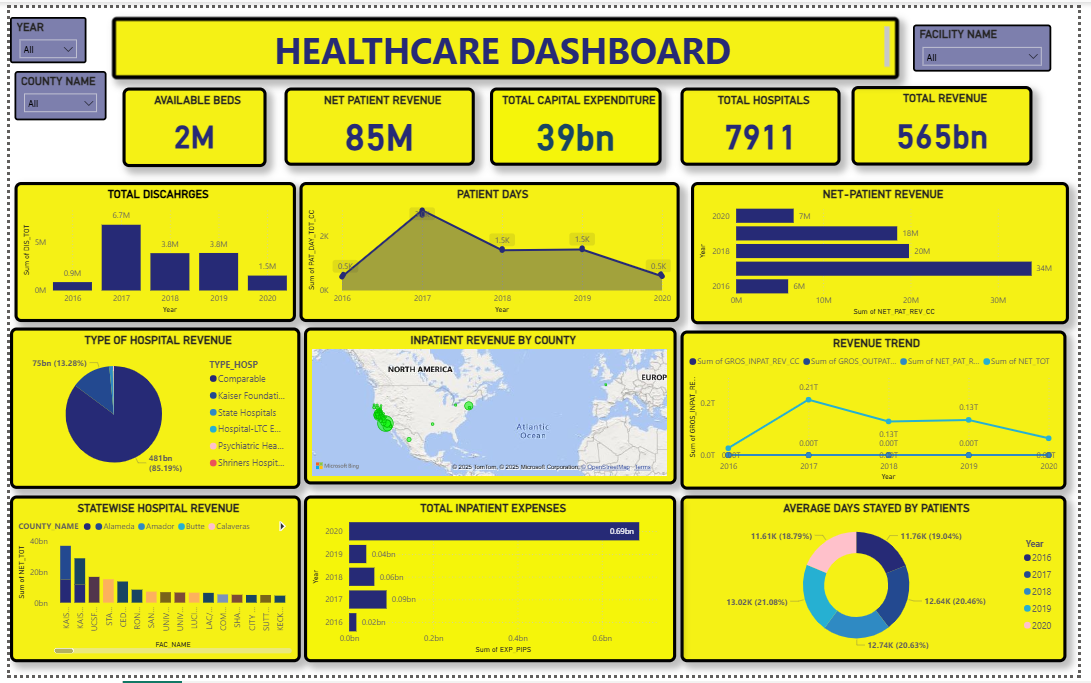 YEAR
All
COUNTY NAME
All
HEALTHCARE DASHBOARD
FACILITY NAME
All
AVAILABLE BEDS
2M
NET PATIENT REVENUE
85M
TOTAL CAPITAL EXPENDITURE
39bn
TOTAL HOSPITALS
7911
TOTAL REVENUE
565bn
TOTAL DISCAHRGES
Sum of DIS_TOT
5M
0M
0.9M
6.7M
3.8M
3.8M
1.5M
2016
2017
2018
2019
2020
Year
PATIENT DAYS
Sum of PAT_DAY_TOT_CC
2K
0K
0.5K
1.5K
1.5K
0.5K
2016
2017
2018
2019
2020
Year
NET-PATIENT REVENUE
Year
2020
2018
2016
7M
18M
20M
34M
6M
0M
10M
20M
30M
Sum of NET_PAT_REV_CC
TYPE OF HOSPITAL REVENUE
75bn (13.28%)
481bn
(85.19%)
TYPE_HOSP
Comparable
Kaiser Foundati...
State Hospitals
Hospital-LTC E...
Psychiatric Hea...
Shriners Hospit...
INPATIENT REVENUE BY COUNTY
NORTH AMERICA
EUROP
Atlantic
Ocean
Microsoft Bing
© 2025 TomTom, © 2025 Microsoft Corporation, © OpenStreetMap Terms
REVENUE TREND
Sum of GROS_INPAT_REV_CC
Sum of GROS_OUTPAT...
Sum of NET_PAT_R...
Sum of NET_TOT
Sum of GROS_INPAT_RE...
0.2T
0.0T
0.21T
0.13T
0.13T
0.00T
0.00T
0.00T
2016
2017
2018
2019
2020
Year
STATEWISE HOSPITAL REVENUE
COUNTY_NAME
Alameda
Amador
Butte
Calaveras
Sum of NET_TOT
40bn
20bn
0bn
KAIS...
KAIS...
UCSF...
STA...
CED...
RON...
SAN...
UNIV...
UNIV...
LUCI...
LAC/...
COM...
SHA...
CITY ...
SUTT...
KECK...
FAC_NAME
TOTAL INPATIENT EXPENSES
Year
2020
2019
2018
2017
2016
0.69bn
0.04bn
0.06bn
0.09bn
0.02bn
0.0bn
0.2bn
0.4bn
0.6bn
Sum of EXP_PIPS
AVERAGE DAYS STAYED BY PATIENTS
11.61K (18.79%)
11.76K (19.04%)
13.02K (21.08%)
12.64K (20.46%)
12.74K (20.63%)
Year
2016
2017
2018
2019
2020